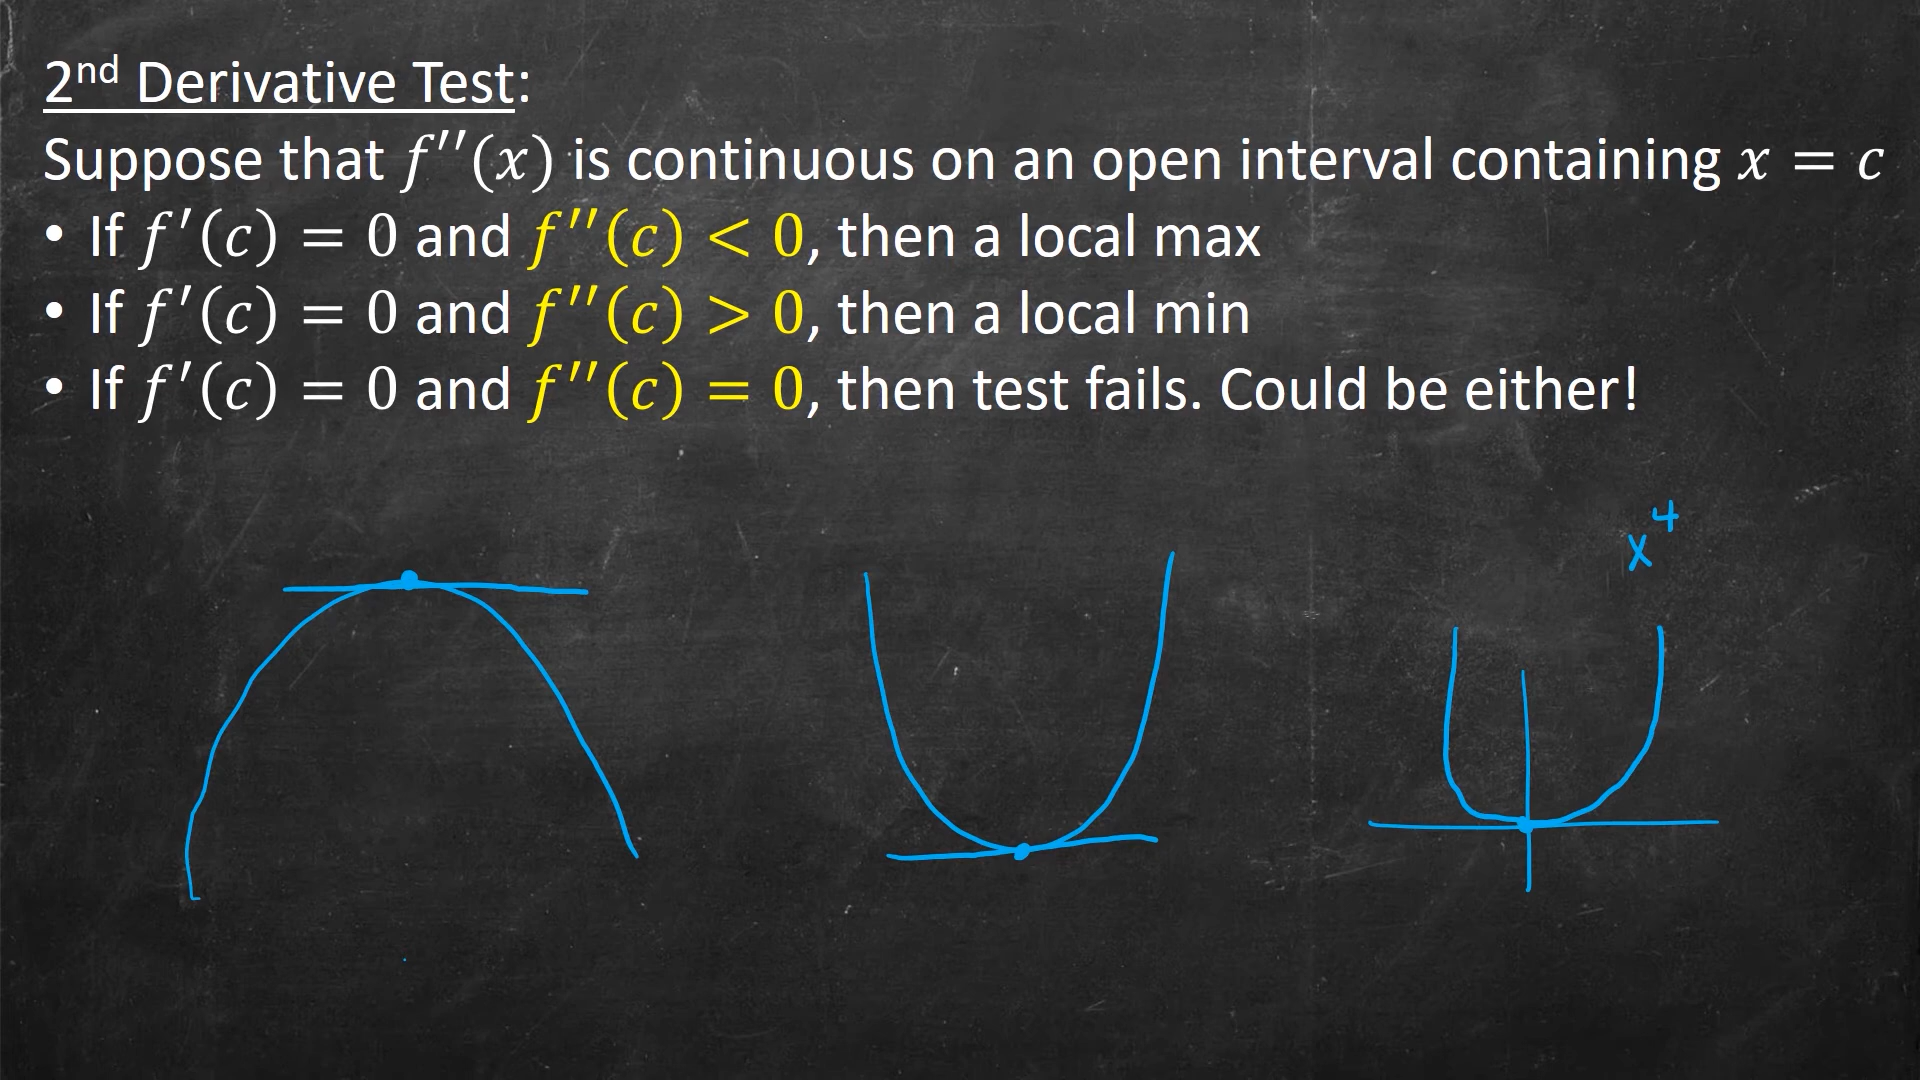 2nd Derivative Test:
Suppose that f′′(x) is continuous on an open interval containing x = c
• If f′(c) = 0 and f′′(c) < 0, then a local max
• If f′(c) = 0 and f′′(c) > 0, then a local min
• If f′(c) = 0 and f′′(c) = 0, then test fails. Could be either!
x⁴